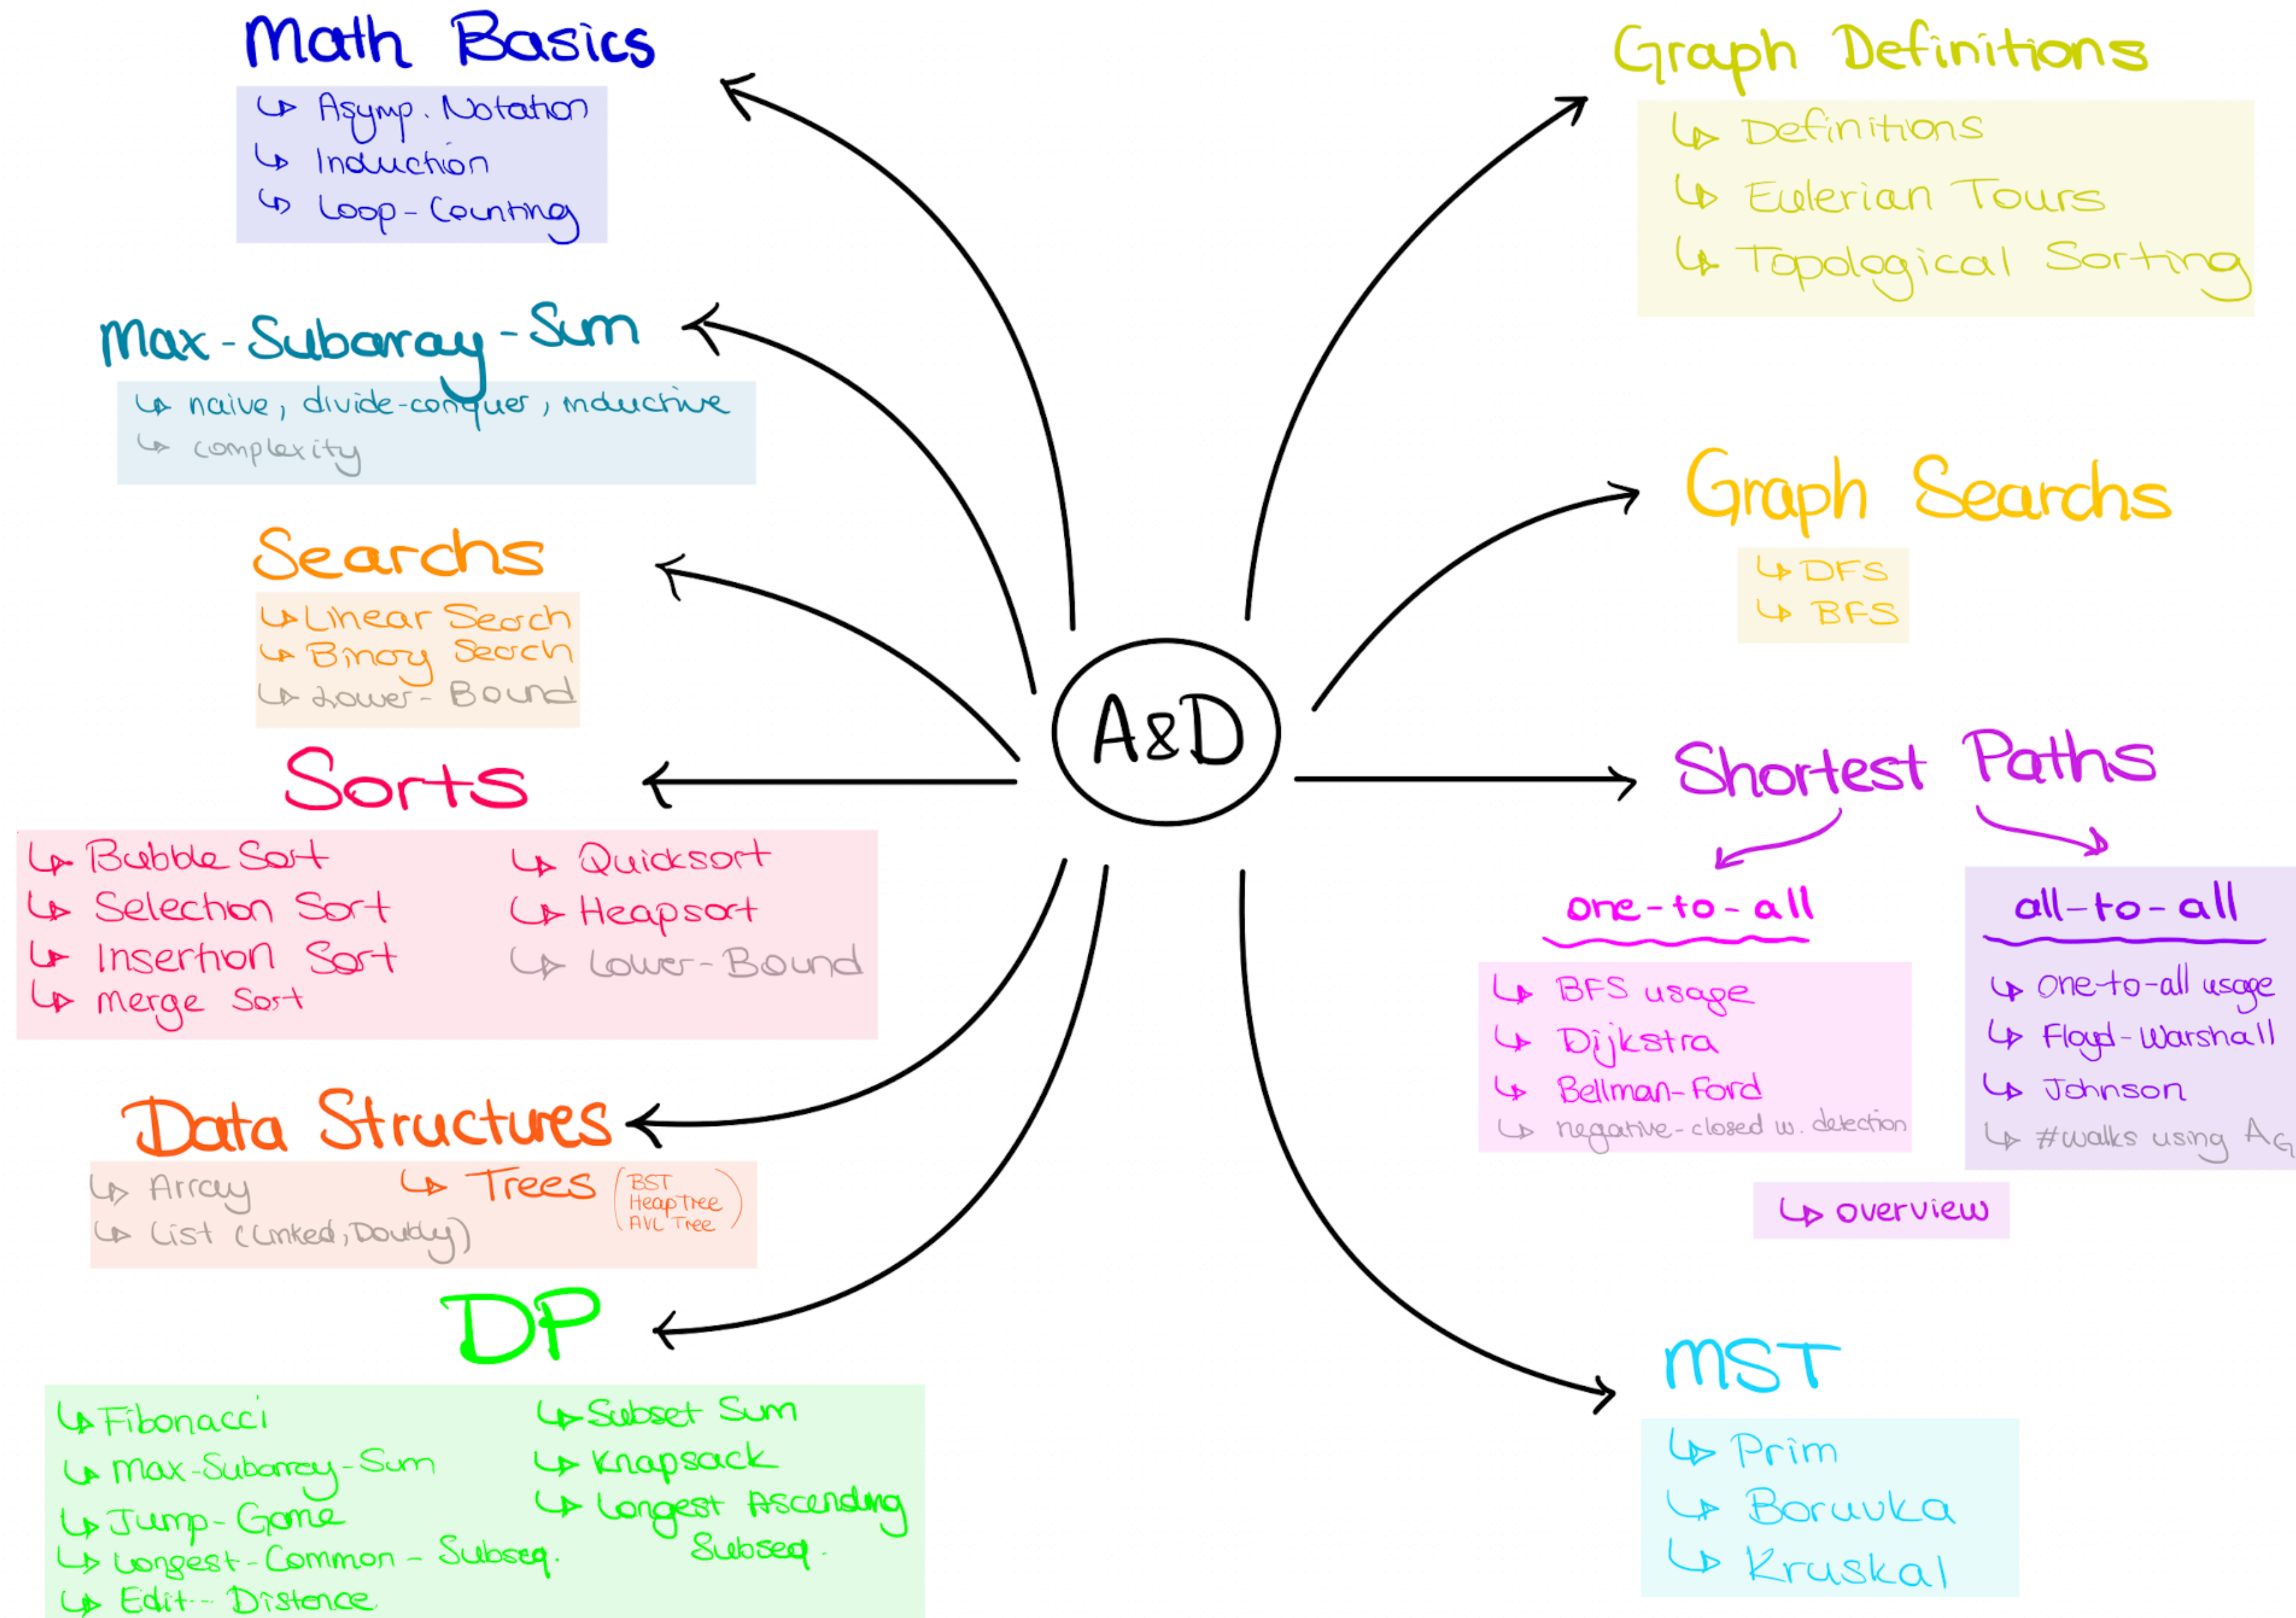 Math Basics
↳ Asymp. Notation
↳ Induction
↳ Loop-Counting
Max-Subarray-Sum
↳ naive, divide-conquer, inductive
↳ complexity
Searchs
↳ Linear Search
↳ Binary Search
↳ Lower-Bound
Sorts
↳ Bubble Sort
↳ Selection Sort
↳ Insertion Sort
↳ Merge Sort
↳ Quicksort
↳ Heapsort
↳ Lower-Bound
Data Structures
↳ Array
↳ List (Linked, Doubly)
↳ Trees
(BST
HeapTree
AVL Tree)
DP
↳ Fibonacci
↳ Max-Subarray-Sum
↳ Jump-Game
↳ Longest-Common-Subseq.
↳ Edit-Distance
↳ Subset Sum
↳ Knapsack
↳ Longest Ascending
Subseq.
A&D
Graph Definitions
↳ Definitions
↳ Eulerian Tours
↳ Topological Sorting
Graph Searchs
↳ DFS
↳ BFS
Shortest Paths
one-to-all
↳ BFS usage
↳ Dijkstra
↳ Bellman-Ford
↳ negative-closed w. detection
all-to-all
↳ one-to-all usage
↳ Floyd-Warshall
↳ Johnson
↳ #walks using AG
↳ overview
MST
↳ Prim
↳ Boruvka
↳ Kruskal